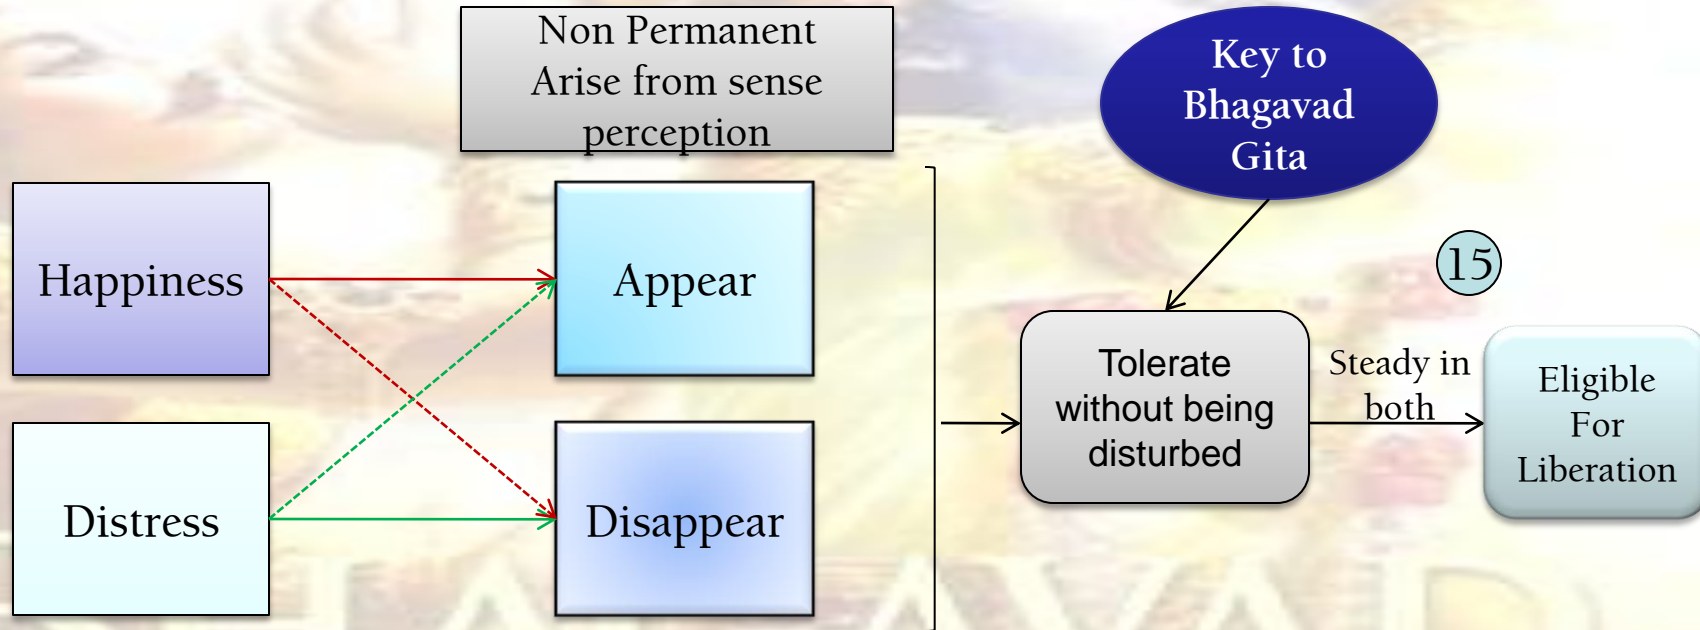 Non Permanent
Arise from sense
perception
Key to
Bhagavad
Gita
Happiness
Appear
15
Tolerate
without being
disturbed
Steady in
both
Eligible
For
Liberation
Distress
Disappear